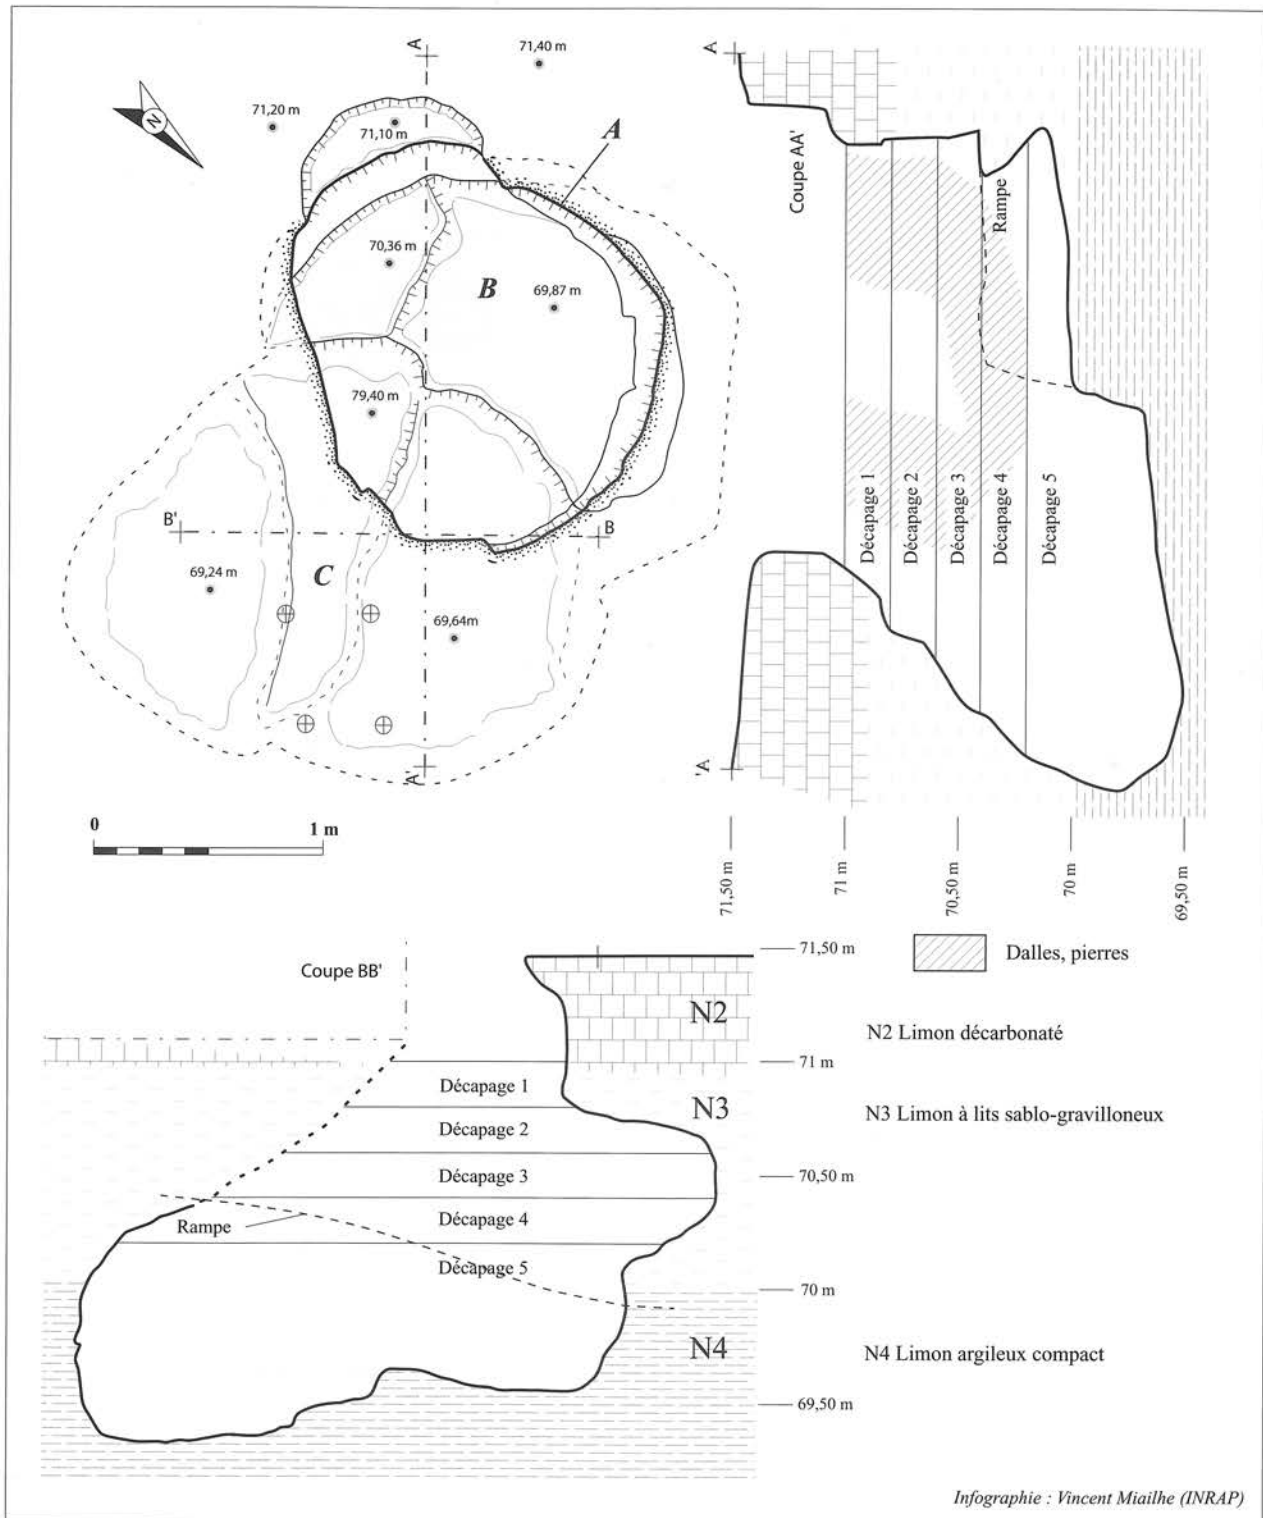 A
71,40 m
A
71,20 m
N
71,10 m
A
Coupe AA'
Rampe
70,36 m
B
69,87 m
79,40 m
Décapage 1
Décapage 2
Décapage 3
Décapage 4
Décapage 5
B'
B
C
69,24 m
69,64m
A'
'A
0
1 m
71,50 m
71 m
70,50 m
70 m
69,50 m
Dalles, pierres
Coupe BB'
71,50 m
N2
N2 Limon décarbonaté
71 m
Décapage 1
N3
N3 Limon à lits sablo-gravilloneux
Décapage 2
Décapage 3
70,50 m
Rampe
Décapage 4
Décapage 5
70 m
N4
N4 Limon argileux compact
69,50 m
Infographie : Vincent Miailhe (INRAP)